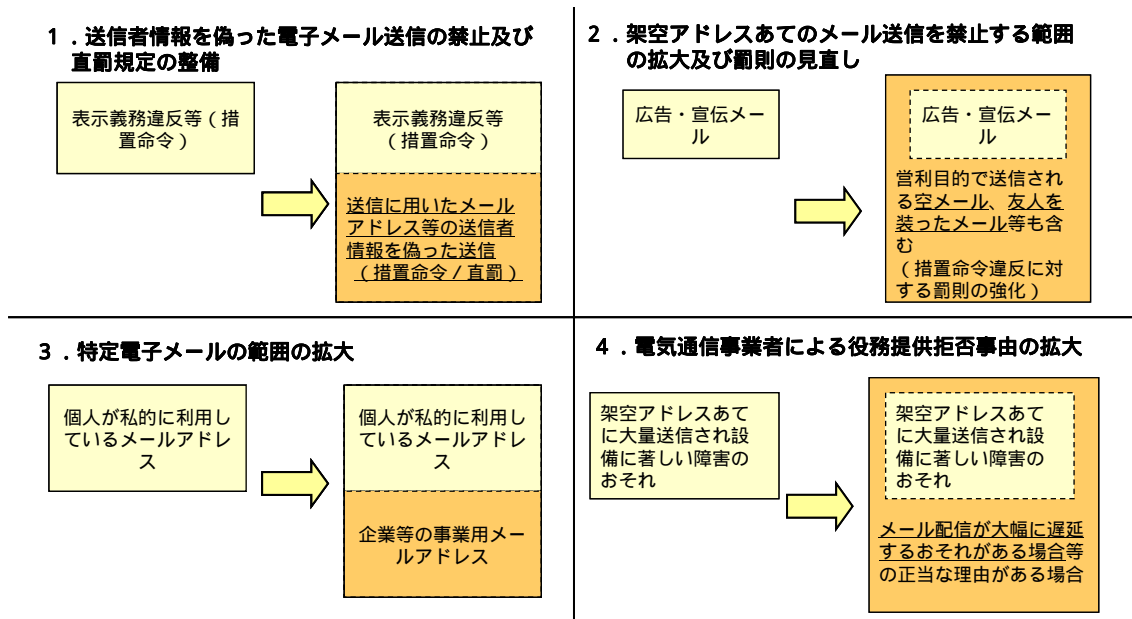 １．送信者情報を偽った電子メール送信の禁止及び
直罰規定の整備
表示義務違反等（措
置命令）
表示義務違反等
（措置命令）
送信に用いたメール
アドレス等の送信者
情報を偽った送信
（措置命令／直罰）
２．架空アドレスあてのメール送信を禁止する範囲
の拡大及び罰則の見直し
広告・宣伝メー
ル
広告・宣伝メー
ル
営利目的で送信され
る空メール、友人を
装ったメール等も含
む
（措置命令違反に対
する罰則の強化）
３．特定電子メールの範囲の拡大
個人が私的に利用し
ているメールアドレ
ス
個人が私的に利用し
ているメールアドレ
ス
企業等の事業用メー
ルアドレス
４．電気通信事業者による役務提供拒否事由の拡大
架空アドレスあて
に大量送信され設
備に著しい障害の
おそれ
架空アドレスあて
に大量送信され設
備に著しい障害の
おそれ
メール配信が大幅に遅延
するおそれがある場合等
の正当な理由がある場合